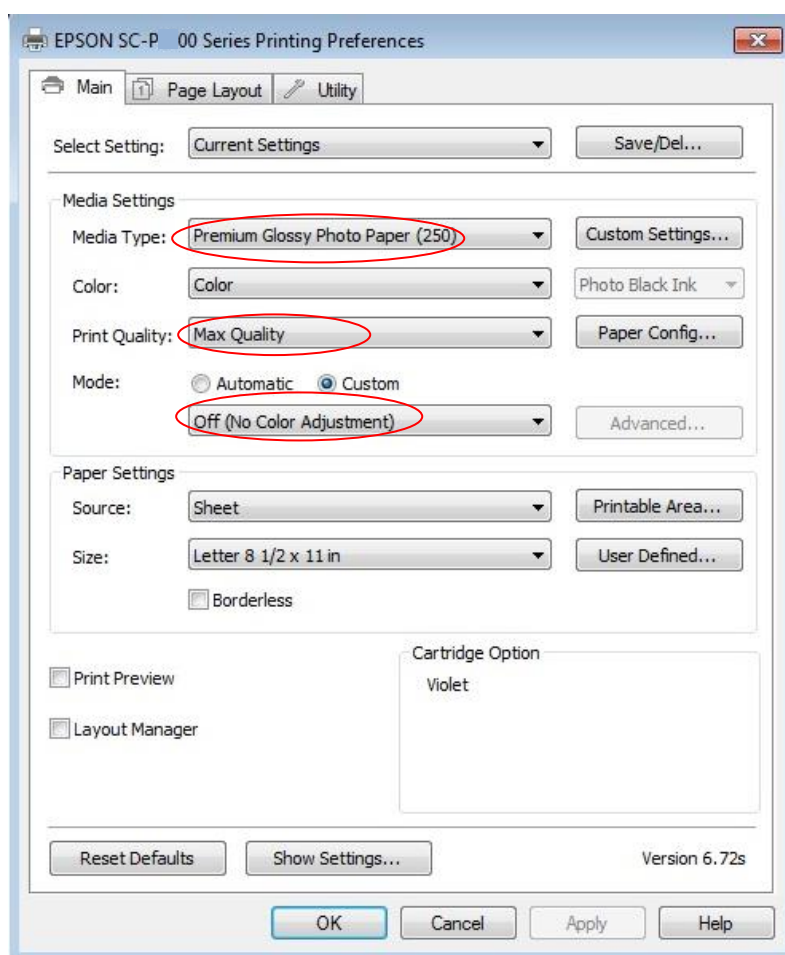 EPSON SC-P 00 Series Printing Preferences
Main 1 Page Layout Utility
Select Setting: Current Settings Save/Del...
Media Settings
Media Type: Premium Glossy Photo Paper (250) Custom Settings...
Color: Color Photo Black Ink
Print Quality: Max Quality Paper Config...
Mode: Automatic Custom
Off (No Color Adjustment) Advanced...
Paper Settings
Source: Sheet Printable Area...
Size: Letter 8 1/2 x 11 in User Defined...
Borderless
Cartridge Option
Print Preview
Violet
Layout Manager
Reset Defaults Show Settings... Version 6.72s
OK Cancel Apply Help